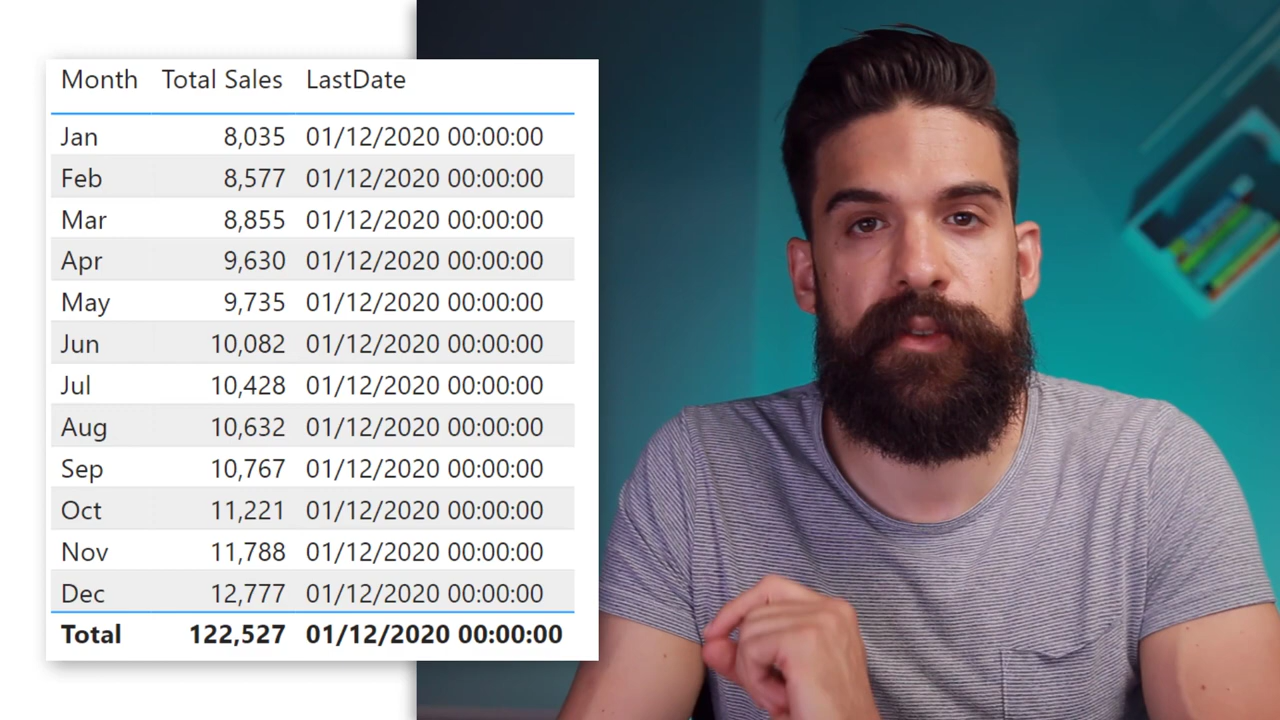 Month Total Sales LastDate
Jan 8,035 01/12/2020 00:00:00
Feb 8,577 01/12/2020 00:00:00
Mar 8,855 01/12/2020 00:00:00
Apr 9,630 01/12/2020 00:00:00
May 9,735 01/12/2020 00:00:00
Jun 10,082 01/12/2020 00:00:00
Jul 10,428 01/12/2020 00:00:00
Aug 10,632 01/12/2020 00:00:00
Sep 10,767 01/12/2020 00:00:00
Oct 11,221 01/12/2020 00:00:00
Nov 11,788 01/12/2020 00:00:00
Dec 12,777 01/12/2020 00:00:00
Total 122,527 01/12/2020 00:00:00